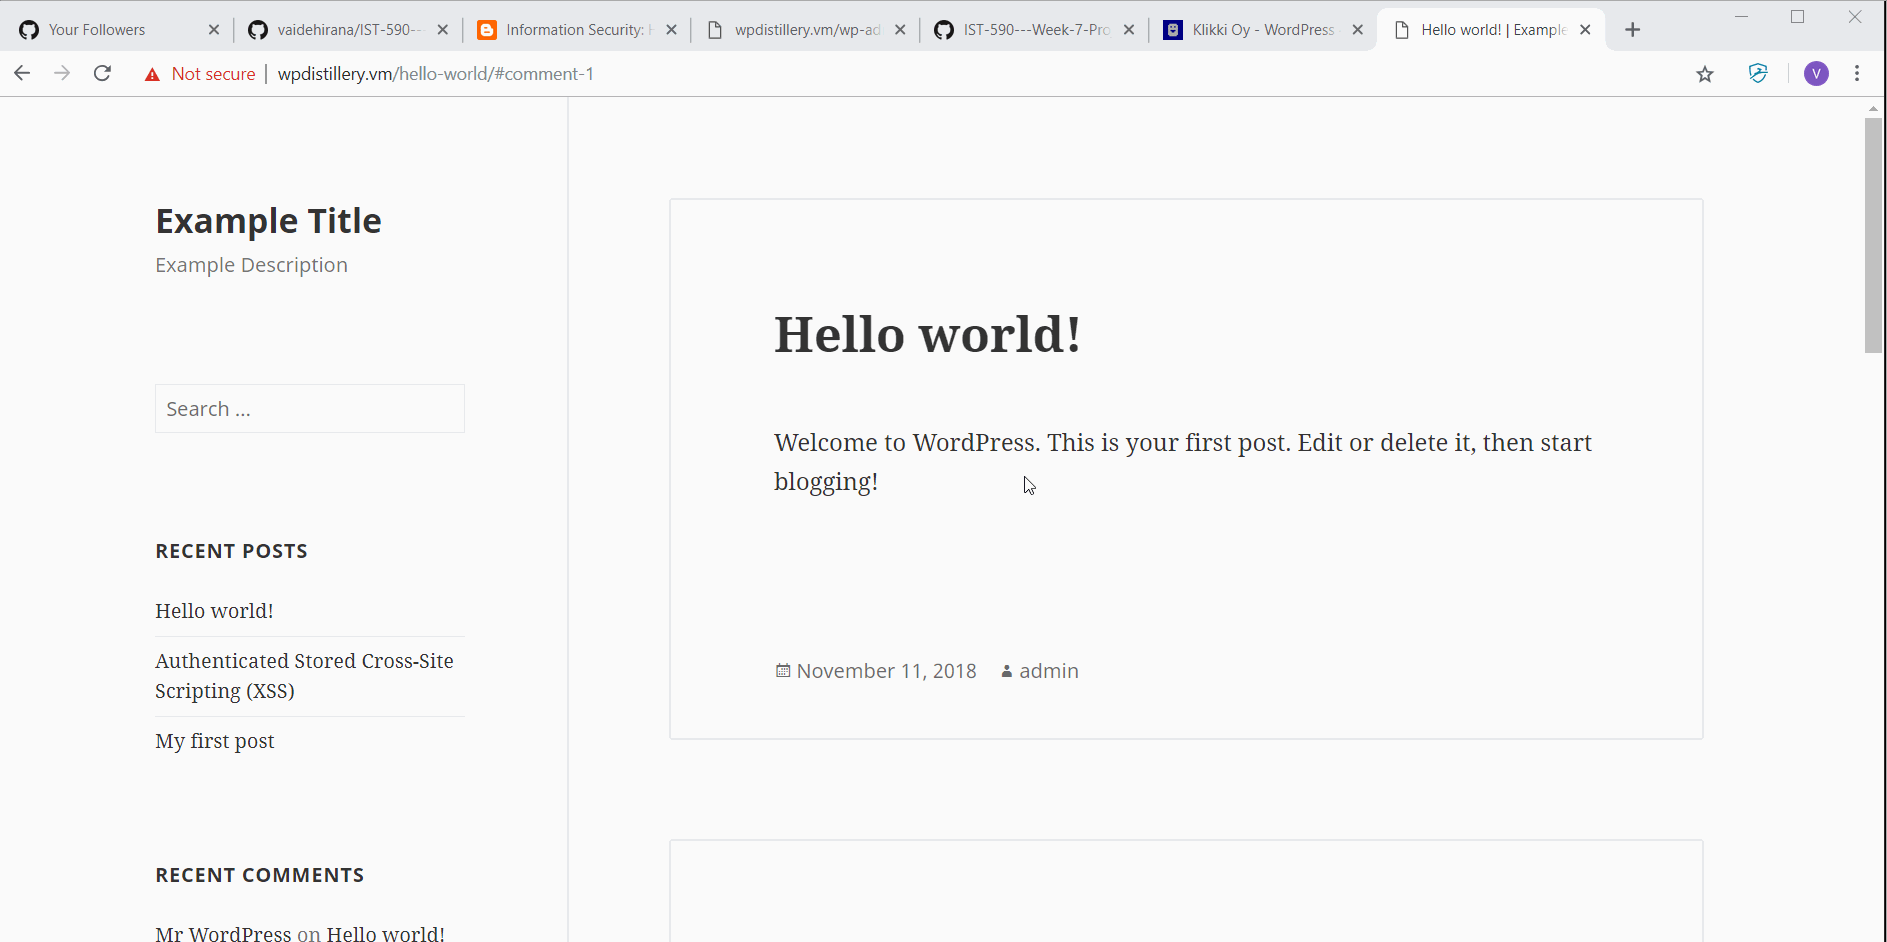 Your Followers
vaidehirana/IST-590--
Information Security: H
wpdistillery.vm/wp-ad
IST-590---Week-7-Pro
Klikki Oy - WordPress
Hello world! | Example
Not secure | wpdistillery.vm/hello-world/#comment-1
V
Example Title
Example Description
Search ...
RECENT POSTS
Hello world!
Authenticated Stored Cross-Site
Scripting (XSS)
My first post
RECENT COMMENTS
Mr WordPress on Hello world!
Hello world!
Welcome to WordPress. This is your first post. Edit or delete it, then start
blogging!
November 11, 2018 admin